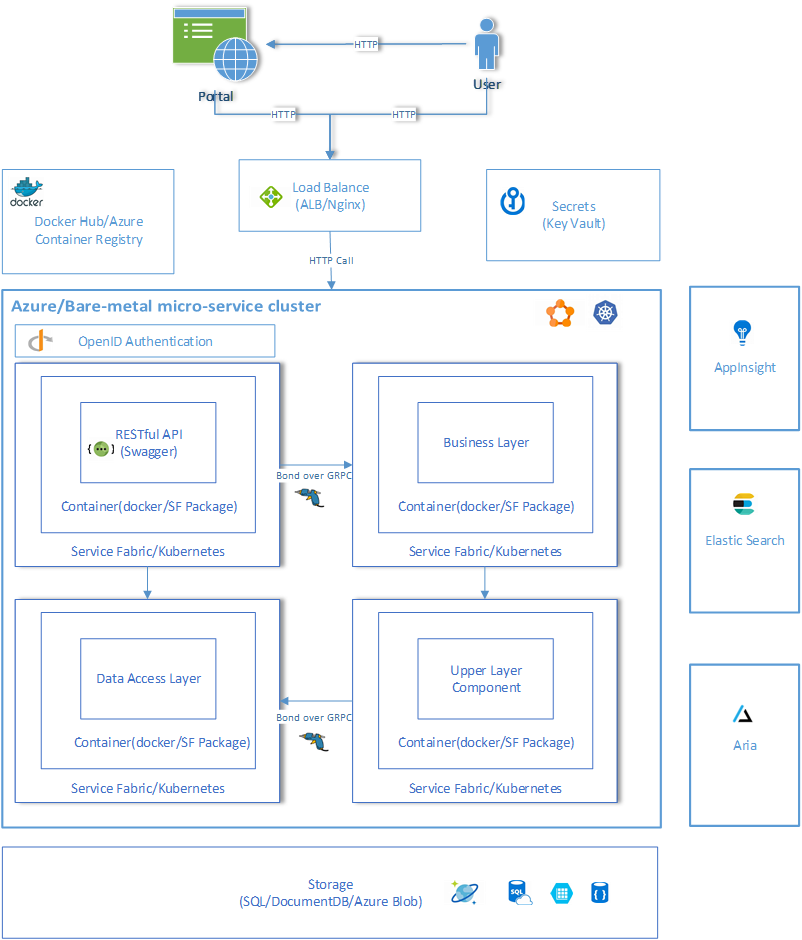 HTTP
Portal
User
HTTP
HTTP
docker
Docker Hub/Azure
Container Registry
Load Balance
(ALB/Nginx)
Secrets
(Key Vault)
HTTP Call
Azure/Bare-metal micro-service cluster
OpenID Authentication
RESTful API
(Swagger)
{···}
Container(docker/SF Package)
Service Fabric/Kubernetes
Bond over GRPC
Business Layer
Container(docker/SF Package)
Service Fabric/Kubernetes
Data Access Layer
Container(docker/SF Package)
Service Fabric/Kubernetes
Bond over GRPC
Upper Layer
Component
Container(docker/SF Package)
Service Fabric/Kubernetes
AppInsight
Elastic Search
Aria
Storage
(SQL/DocumentDB/Azure Blob)
SQL
{ }